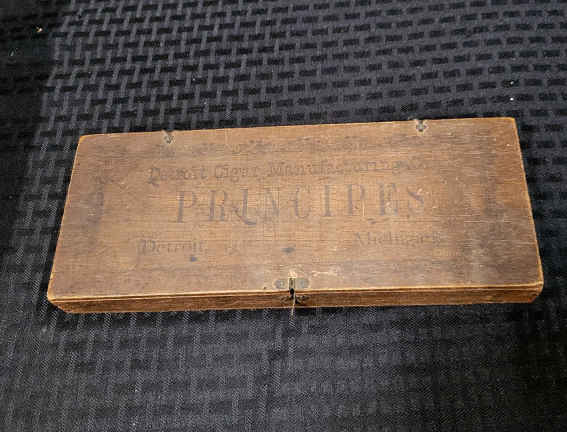 Detroit Cigar Manufacturing Co.
PRINCIPES
Detroit, Michigan